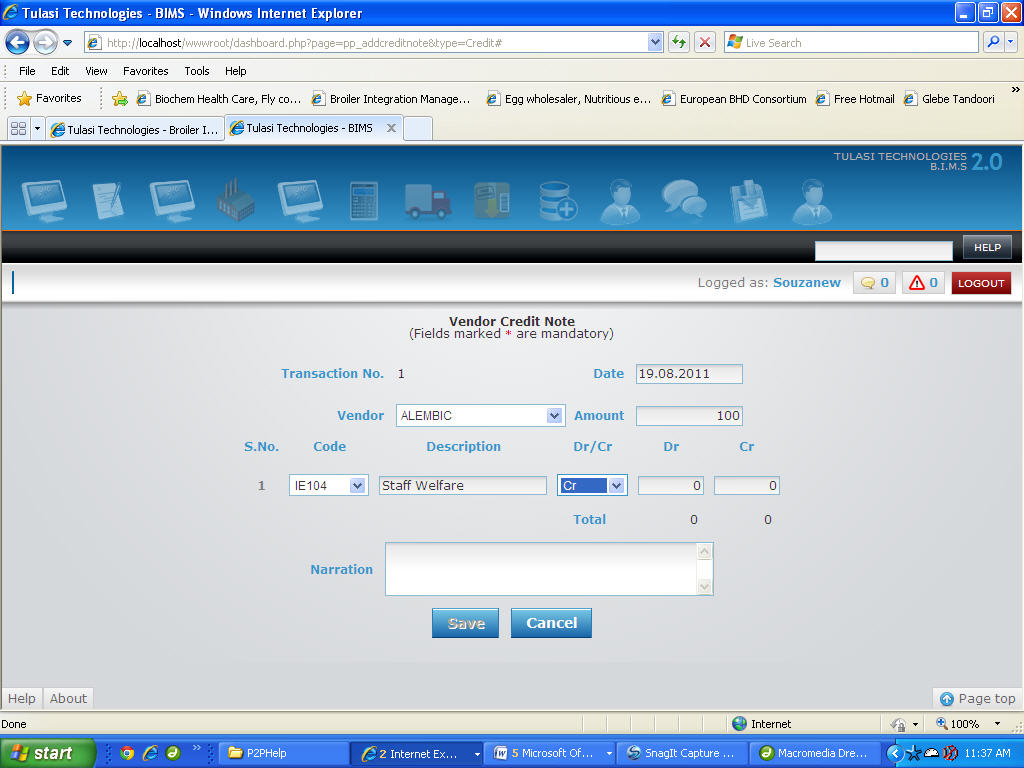 Tulasi Technologies - BIMS - Windows Internet Explorer
http://localhost/wwwroot/dashboard.php?page=pp_addcreditnote&type=Credit#
Live Search
File Edit View Favorites Tools Help
Favorites Biochem Health Care, Fly co... Broiler Integration Manage... Egg wholesaler, Nutritious e... European BHD Consortium Free Hotmail Glebe Tandoori »
Tulasi Technologies - Broiler I... Tulasi Technologies - BIMS X
TULASI TECHNOLOGIES 2.0
B.I.M.S
HELP
Logged as: Souzanew 0 0 LOGOUT
Vendor Credit Note
(Fields marked * are mandatory)
Transaction No. 1 Date 19.08.2011
Vendor ALEMBIC Amount 100
S.No. Code Description Dr/Cr Dr Cr
1 IE104 Staff Welfare Cr 0 0
Total 0 0
Narration
Save Cancel
Help About Page top
Done Internet 100%
start » P2PHelp 2 Internet Ex... 5 Microsoft Of... SnagIt Capture ... Macromedia Dre... 11:37 AM